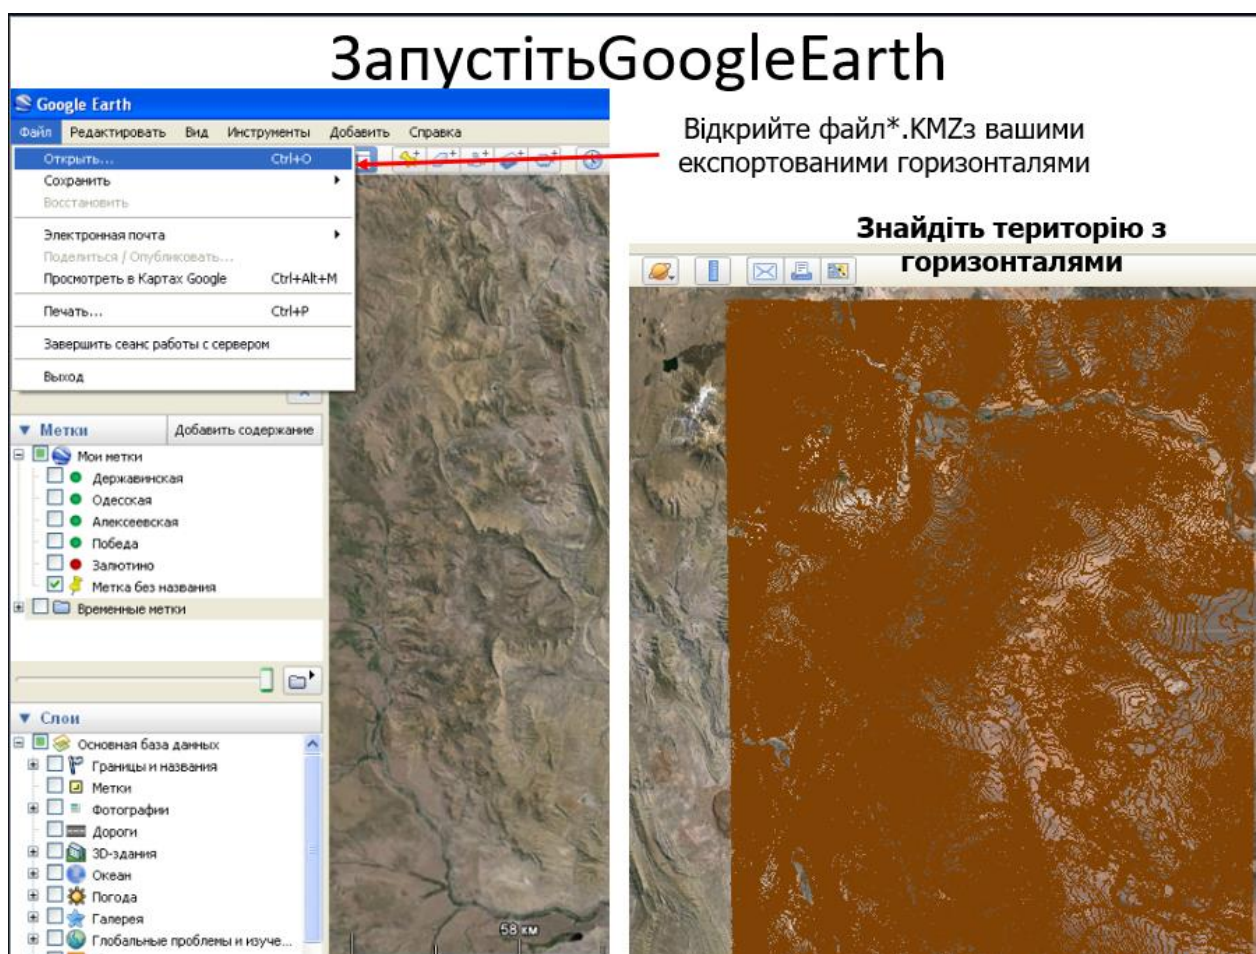 ЗапустітьGoogleEarth
Google Earth
Файл Редактировать Вид Инструменты Добавить Справка
Відкрийте файл*.KMZз вашими
експортованими горизонталями
Открыть... Ctrl+O
Сохранить
Восстановить
Электронная почта
Поделиться / Опубликовать...
Просмотреть в Картах Google Ctrl+Alt+M
Печать... Ctrl+P
Завершить сеанс работы с сервером
Выход
Знайдіть територію з
горизонталями
Метки Добавить содержание
Мои метки
Державинская
Одесская
Алексеевская
Победа
Залютино
Метка без названия
Временные метки
Слои
Основная база данных
Границы и названия
Метки
Фотографии
Дороги
3D-здания
Океан
Погода
Галерея
Глобальные проблемы и изуче...
58 км